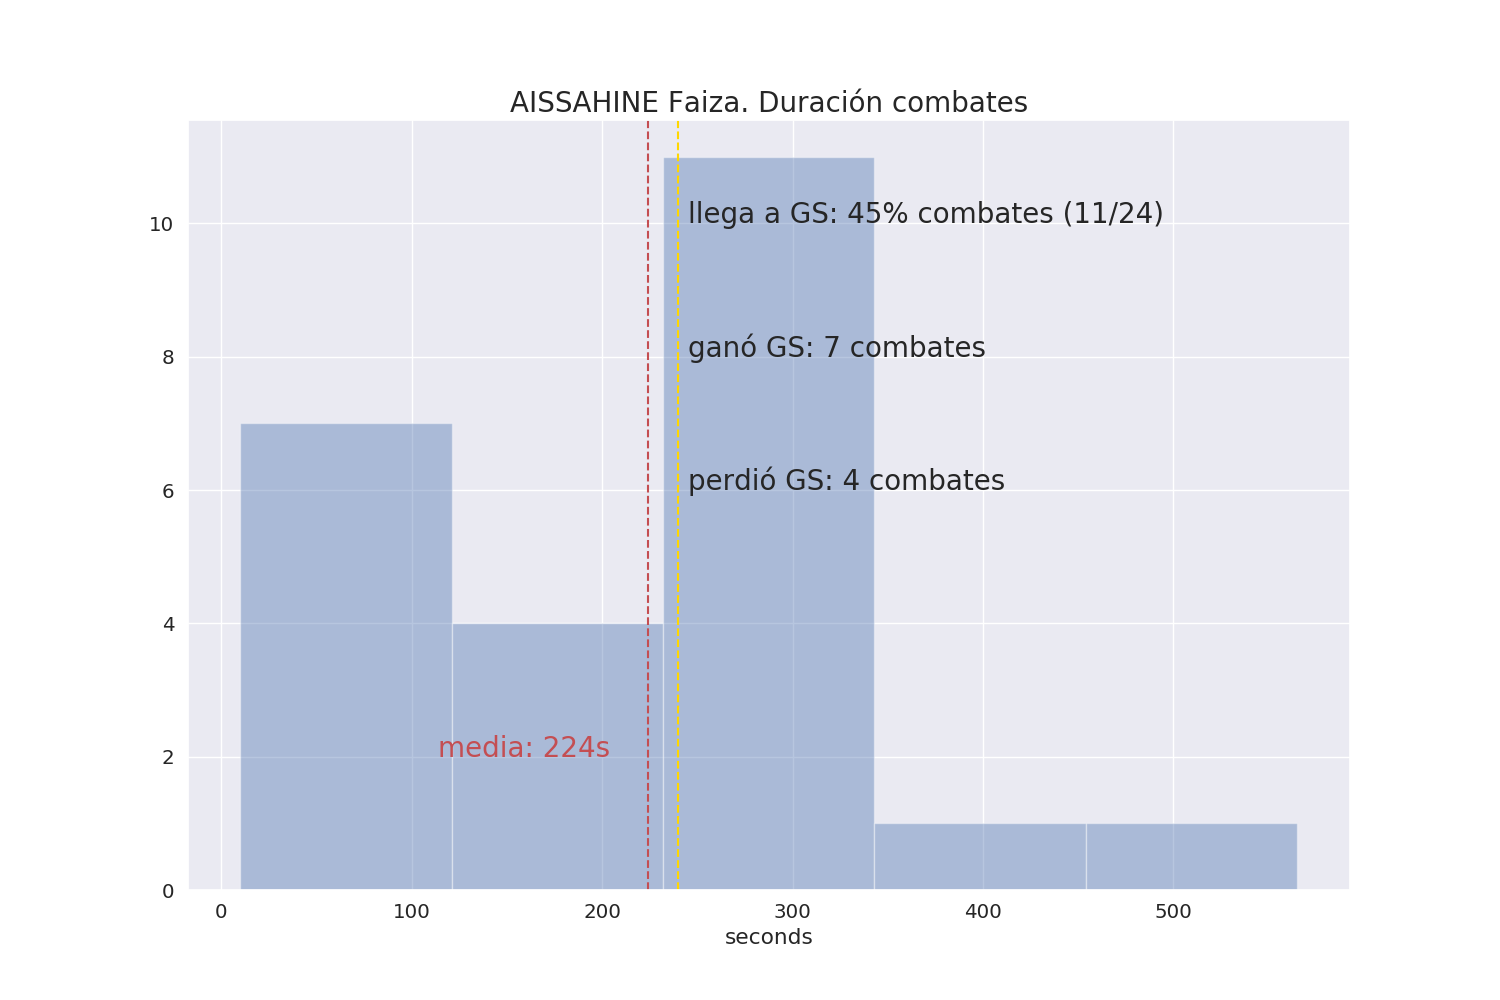 AISSAHINE Faiza. Duración combates
10
llega a GS: 45% combates (11/24)
8
ganó GS: 7 combates
6
perdió GS: 4 combates
4
2
media: 224s
0
0 100 200 300 400 500
seconds